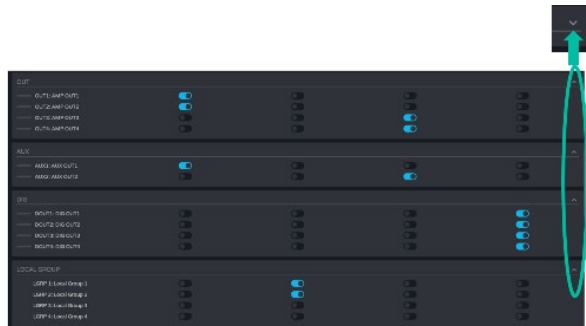 OUT
OUT1: AMP OUT1
OUT2: AMP OUT2
OUT3: AMP OUT3
OUT4: AMP OUT4
AUX
AUX1: AUX OUT1
AUX2: AUX OUT2
DIG
DOUT1: DIG OUT1
DOUT2: DIG OUT2
DOUT3: DIG OUT3
DOUT4: DIG OUT4
LOCAL GROUP
LGRP 1: Local Group 1
LGRP 2: Local Group 2
LGRP 3: Local Group 3
LGRP 4: Local Group 4